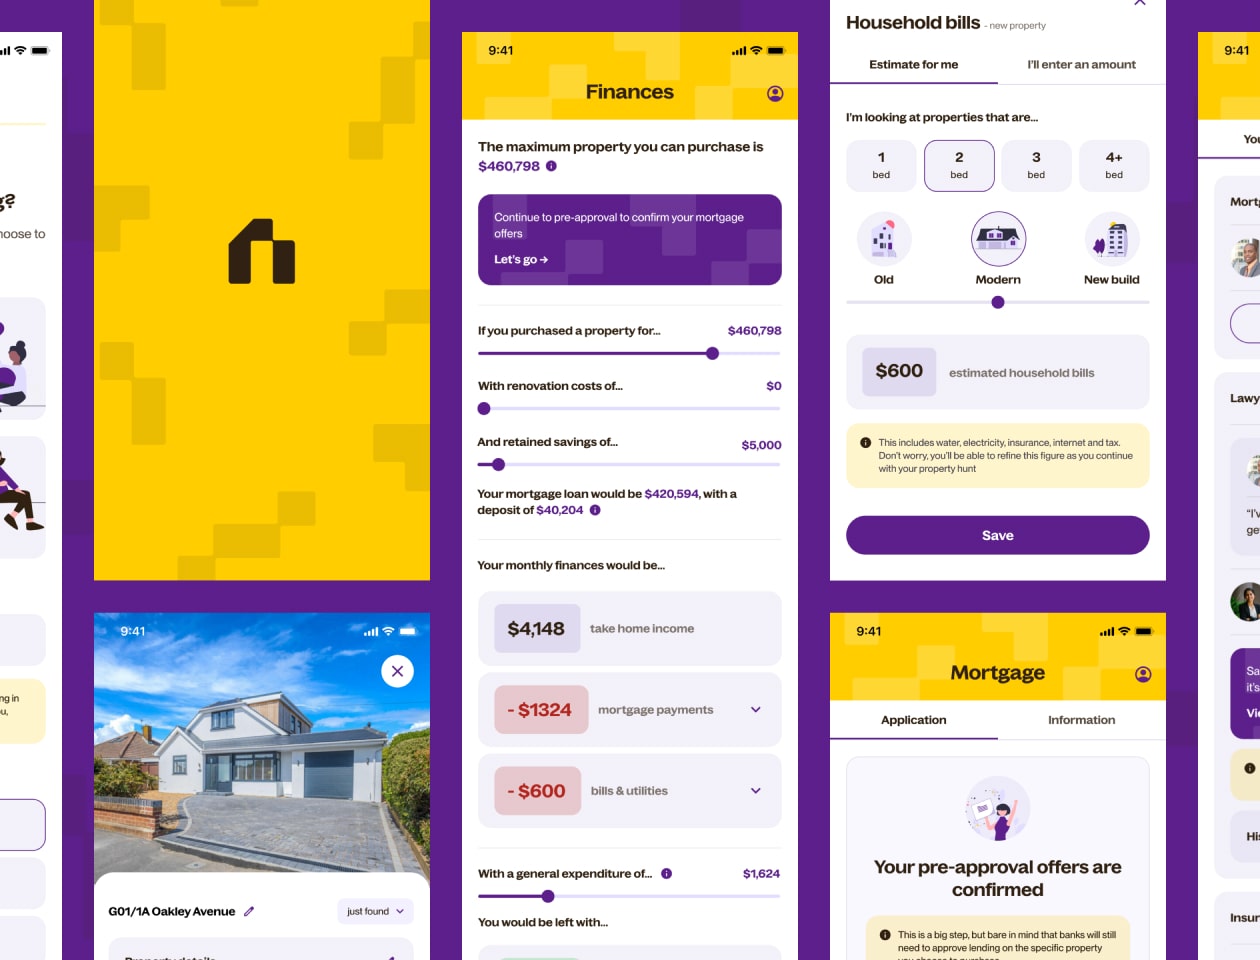 g?
hoose to
ng in
u,
9:41
G01/1A Oakley Avenue
just found
Property details
9:41
Finances
The maximum property you can purchase is
$460,798
Continue to pre-approval to confirm your mortgage
offers
Let's go →
If you purchased a property for...
$460,798
With renovation costs of...
$0
And retained savings of...
$5,000
Your mortgage loan would be $420,594, with a
deposit of $40,204
Your monthly finances would be...
$4,148 take home income
- $1324 mortgage payments
- $600 bills & utilities
With a general expenditure of...
$1,624
You would be left with...
Household bills - new property
Estimate for me
I'll enter an amount
I'm looking at properties that are...
1
bed
2
bed
3
bed
4+
bed
Old
Modern
New build
$600 estimated household bills
This includes water, electricity, insurance, internet and tax.
Don't worry, you'll be able to refine this figure as you continue
with your property hunt
Save
9:41
Mortgage
Application
Information
Your pre-approval offers are
confirmed
This is a big step, but bare in mind that banks will still
need to approve lending on the specific property
you choose to purchase
9:41
You
Mortg
Lawy
"I'v
ge
Sa
it's
Vie
His
Insur